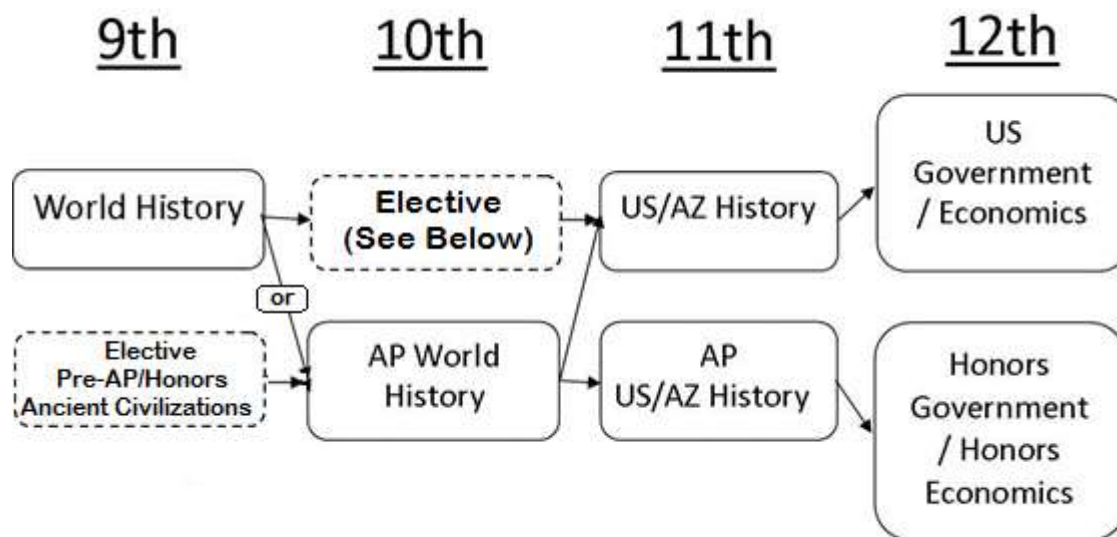 9th
10th
11th
12th
World History
Elective
(See Below)
US/AZ History
US
Government
/ Economics
or
Elective
Pre-AP/Honors
Ancient Civilizations
AP World
History
AP
US/AZ History
Honors
Government
/ Honors
Economics